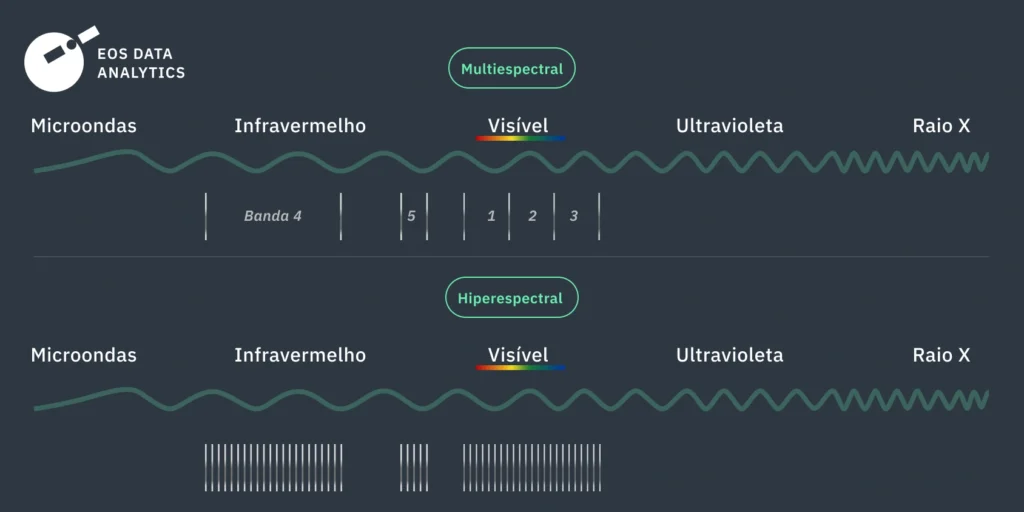 EOS DATA
ANALYTICS
Multiespectral
Microondas Infravermelho Visível Ultravioleta Raio X
Banda 4 5 1 2 3
Hiperespectral
Microondas Infravermelho Visível Ultravioleta Raio X